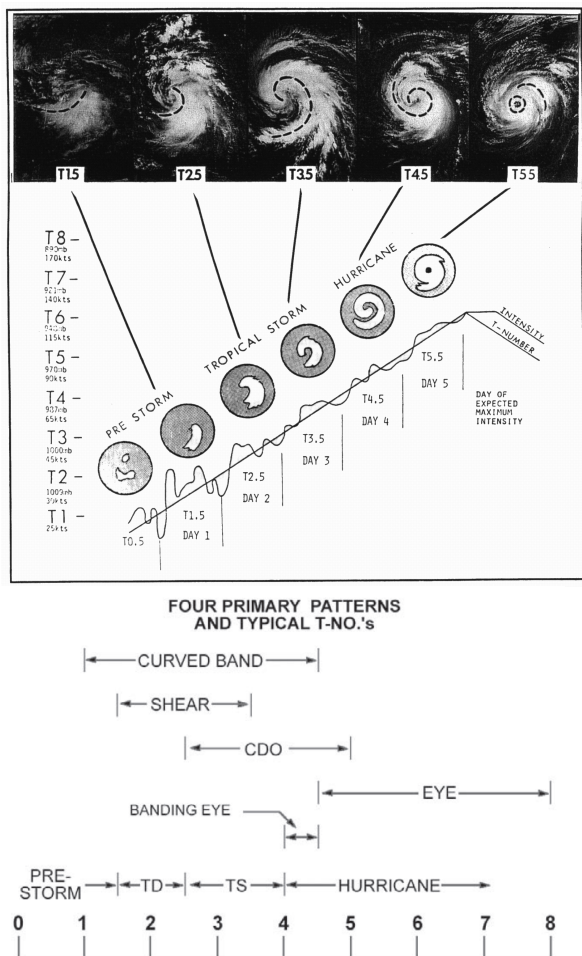 T1.5 T2.5 T3.5 T4.5 T5.5
T8 -
170kts
T7 -
921mb
140kts
T6 -
115kts
T5 -
970mb
90kts
T4 -
987mb
65kts
T3 -
1000mb
45kts
T2 -
1009mb
30kts
T1 -
25kts
PRE STORM
TROPICAL STORM
HURRICANE
INTENSITY
T-NUMBER
T0.5
T1.5
DAY 1
T2.5
DAY 2
T3.5
DAY 3
T4.5
DAY 4
T5.5
DAY 5
DAY OF
EXPECTED
MAXIMUM
INTENSITY
FOUR PRIMARY PATTERNS
AND TYPICAL T-NO.'s
CURVED BAND
SHEAR
CDO
EYE
BANDING EYE
PRE-
STORM TD TS HURRICANE
0 1 2 3 4 5 6 7 8